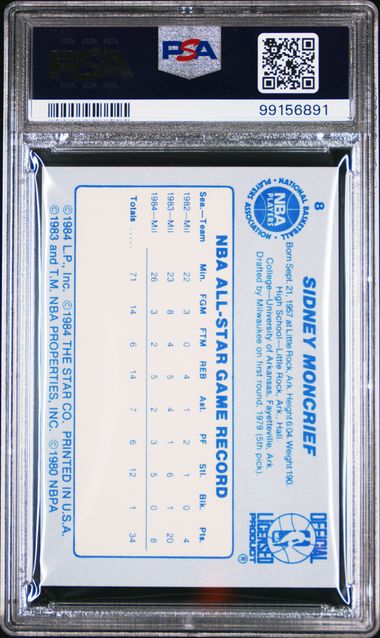 PSA
99156891
8
NATIONAL BASKETBALL
PLAYERS ASSOCIATION
NBA
PLAYERS
SIDNEY MONCRIEF
Born Sept. 21, 1957 at Little Rock, Ark. Height 6:04 Weight 190
High School—Little Rock, Ark., Hall.
College—University of Arkansas, Fayetteville, Ark.
Drafted by Milwaukee on first round, 1979 (5th pick).
OFFICIAL
LICENSED
PRODUCT
®
NBA ALL-STAR GAME RECORD
Sea.—Team Min. FGM FTM REB Ast. PF Stl. Blk. Pts.
1982—Mil 22 3 0 4 1 2 1 0
1983—Mil 23 8 4 5 4 1 6 1 20
1984—Mil 26 3 2 5 2 3 5 0 8
Totals ..... 71 14 6 14 7 6 12 1 34
©1984 L.P., Inc. ©1984 THE STAR CO. PRINTED IN U.S.A.
©1983 and T.M. NBA PROPERTIES, INC. ©1980 NBPA